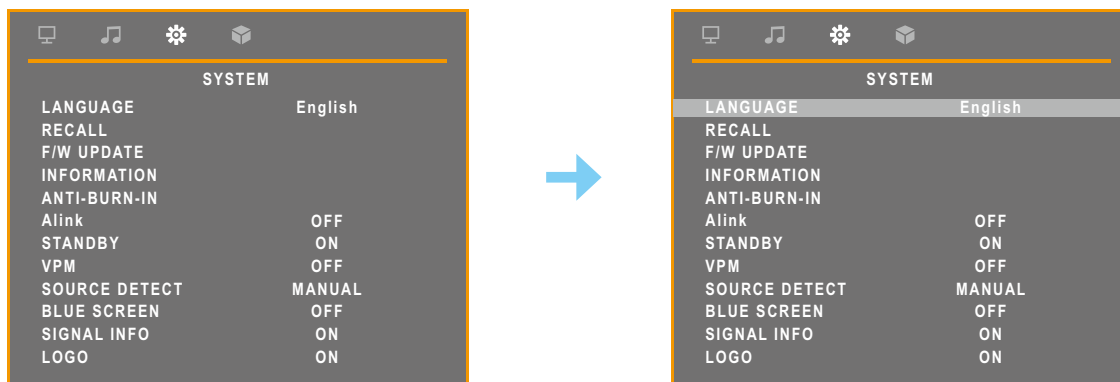 SYSTEM
LANGUAGE English
RECALL
F/W UPDATE
INFORMATION
ANTI-BURN-IN
Alink OFF
STANDBY ON
VPM OFF
SOURCE DETECT MANUAL
BLUE SCREEN OFF
SIGNAL INFO ON
LOGO ON
SYSTEM
LANGUAGE English
RECALL
F/W UPDATE
INFORMATION
ANTI-BURN-IN
Alink OFF
STANDBY ON
VPM OFF
SOURCE DETECT MANUAL
BLUE SCREEN OFF
SIGNAL INFO ON
LOGO ON